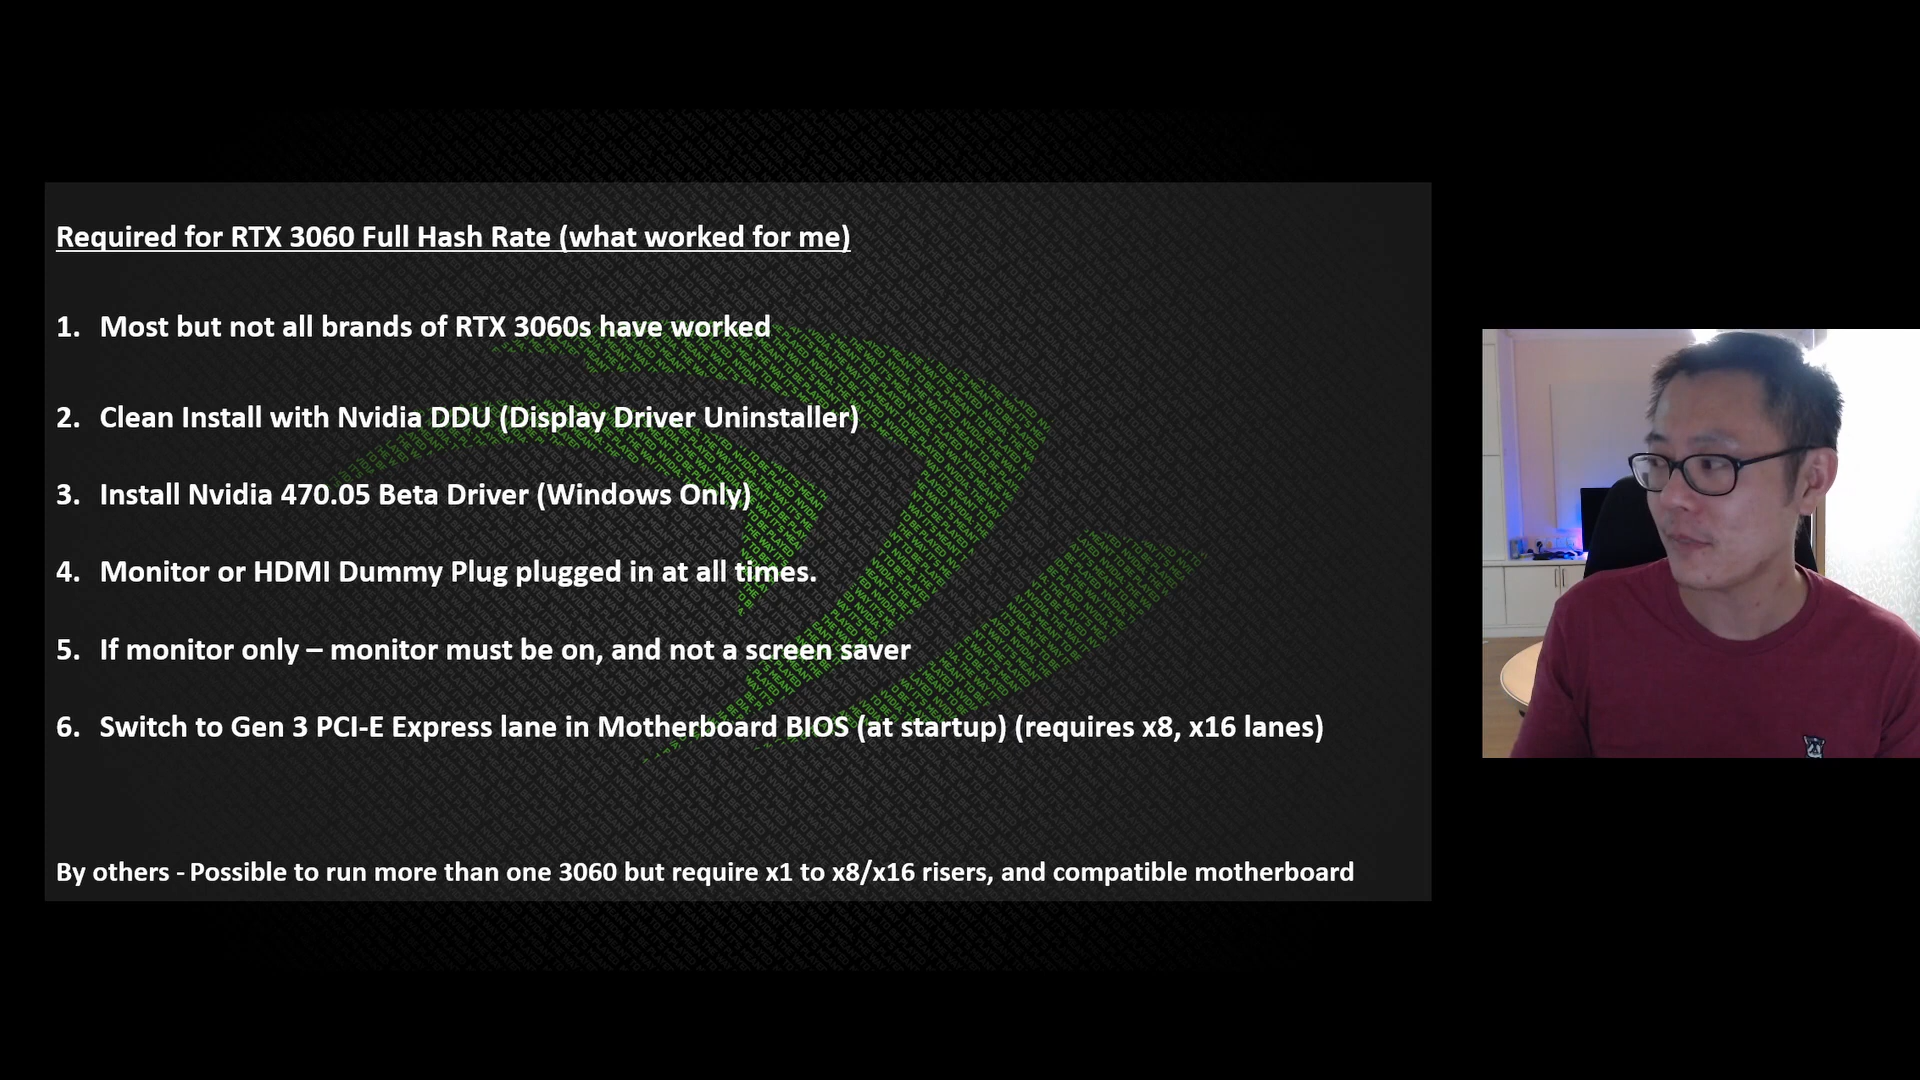 Required for RTX 3060 Full Hash Rate (what worked for me)
1. Most but not all brands of RTX 3060s have worked
2. Clean Install with Nvidia DDU (Display Driver Uninstaller)
3. Install Nvidia 470.05 Beta Driver (Windows Only)
4. Monitor or HDMI Dummy Plug plugged in at all times.
5. If monitor only – monitor must be on, and not a screen saver
6. Switch to Gen 3 PCI-E Express lane in Motherboard BIOS (at startup) (requires x8, x16 lanes)
By others - Possible to run more than one 3060 but require x1 to x8/x16 risers, and compatible motherboard